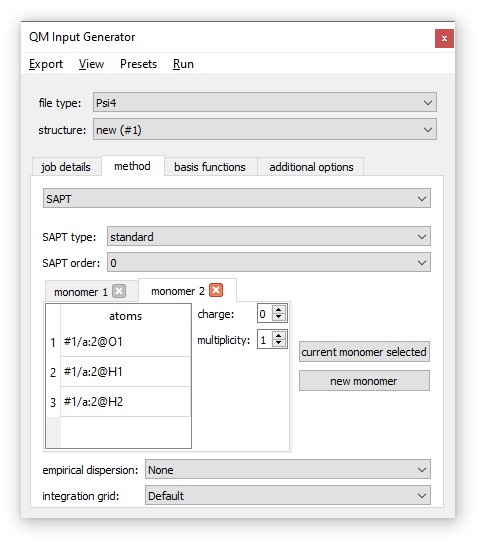 QM Input Generator x
Export View Presets Run
file type: Psi4
structure: new (#1)
job details method basis functions additional options
SAPT
SAPT type: standard
SAPT order: 0
monomer 1 monomer 2
atoms charge: 0
1 #1/a:2@O1 multiplicity: 1
current monomer selected
2 #1/a:2@H1 new monomer
3 #1/a:2@H2
empirical dispersion: None
integration grid: Default